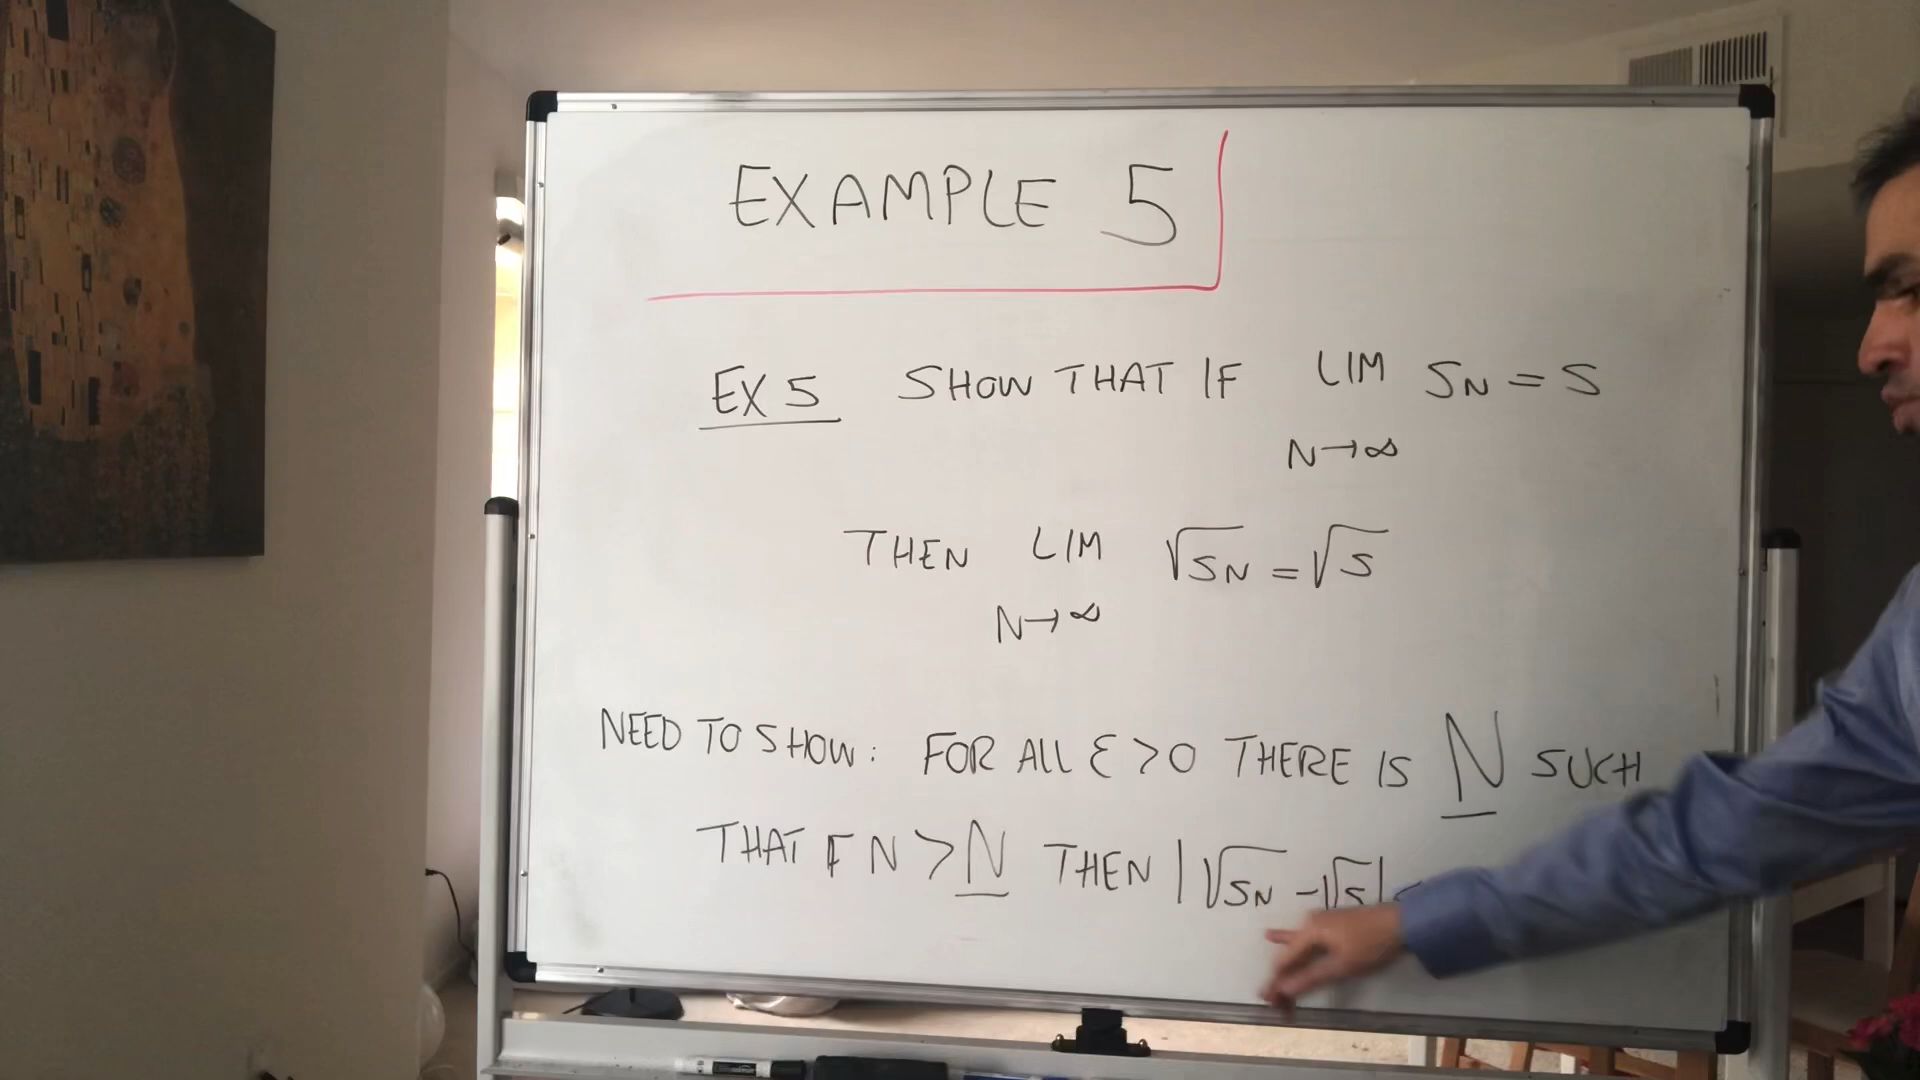 EXAMPLE 5
EX 5 SHOW THAT IF LIM SN = S
N→∞
THEN LIM √SN = √S
N→∞
NEED TO SHOW: FOR ALL ε > 0 THERE IS N SUCH
THAT IF N > N THEN |√SN - √S| <